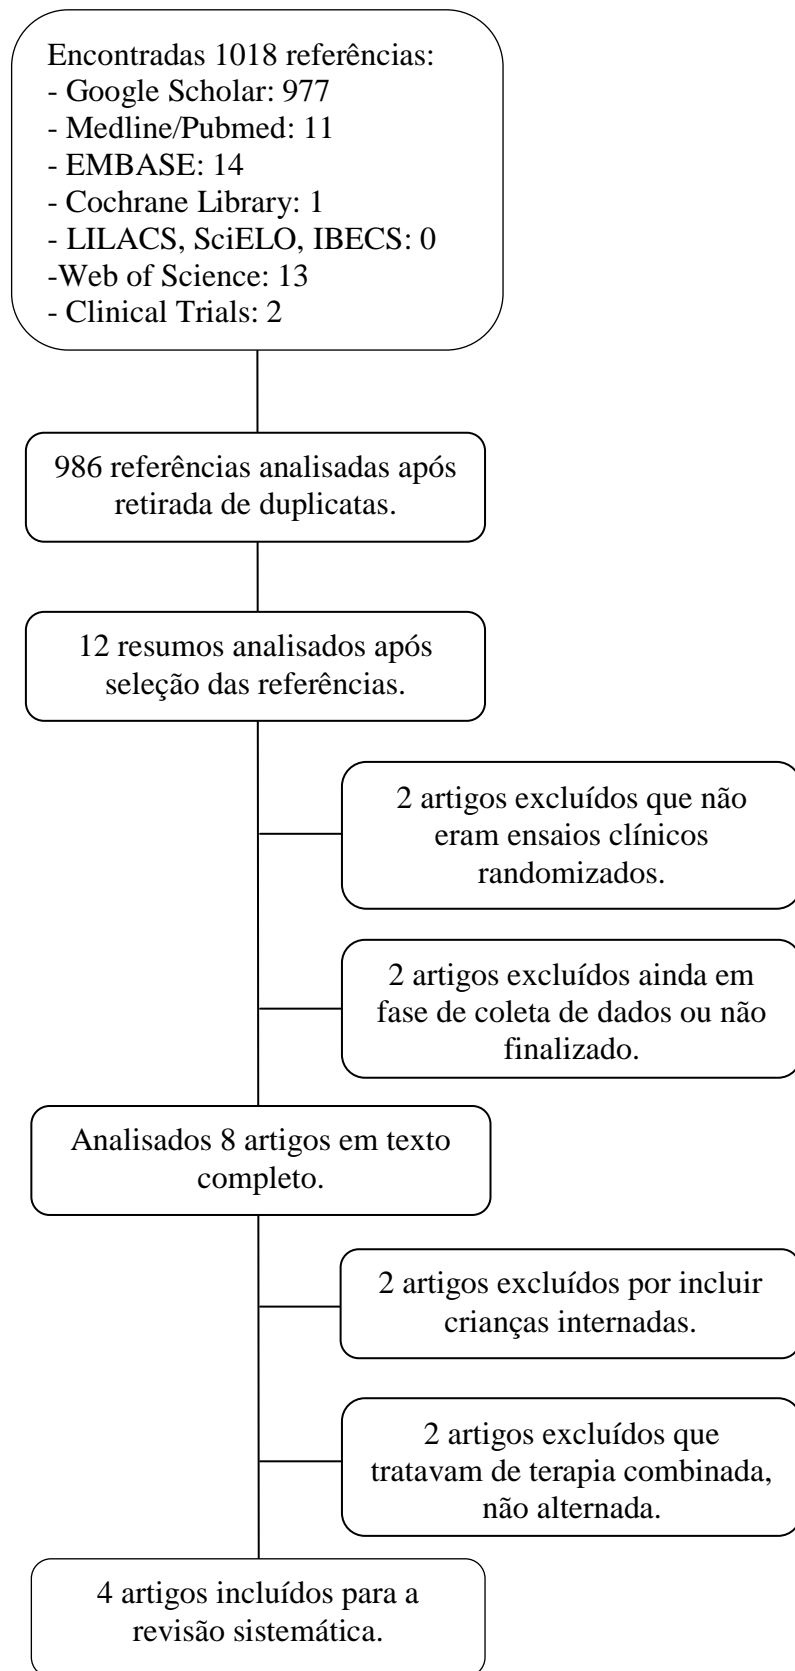 Encontradas 1018 referências:
- Google Scholar: 977
- Medline/Pubmed: 11
- EMBASE: 14
- Cochrane Library: 1
- LILACS, SciELO, IBECS: 0
-Web of Science: 13
- Clinical Trials: 2
986 referências analisadas após
retirada de duplicatas.
12 resumos analisados após
seleção das referências.
2 artigos excluídos que não
eram ensaios clínicos
randomizados.
2 artigos excluídos ainda em
fase de coleta de dados ou não
finalizado.
Analisados 8 artigos em texto
completo.
2 artigos excluídos por incluir
crianças internadas.
2 artigos excluídos que
tratavam de terapia combinada,
não alternada.
4 artigos incluídos para a
revisão sistemática.